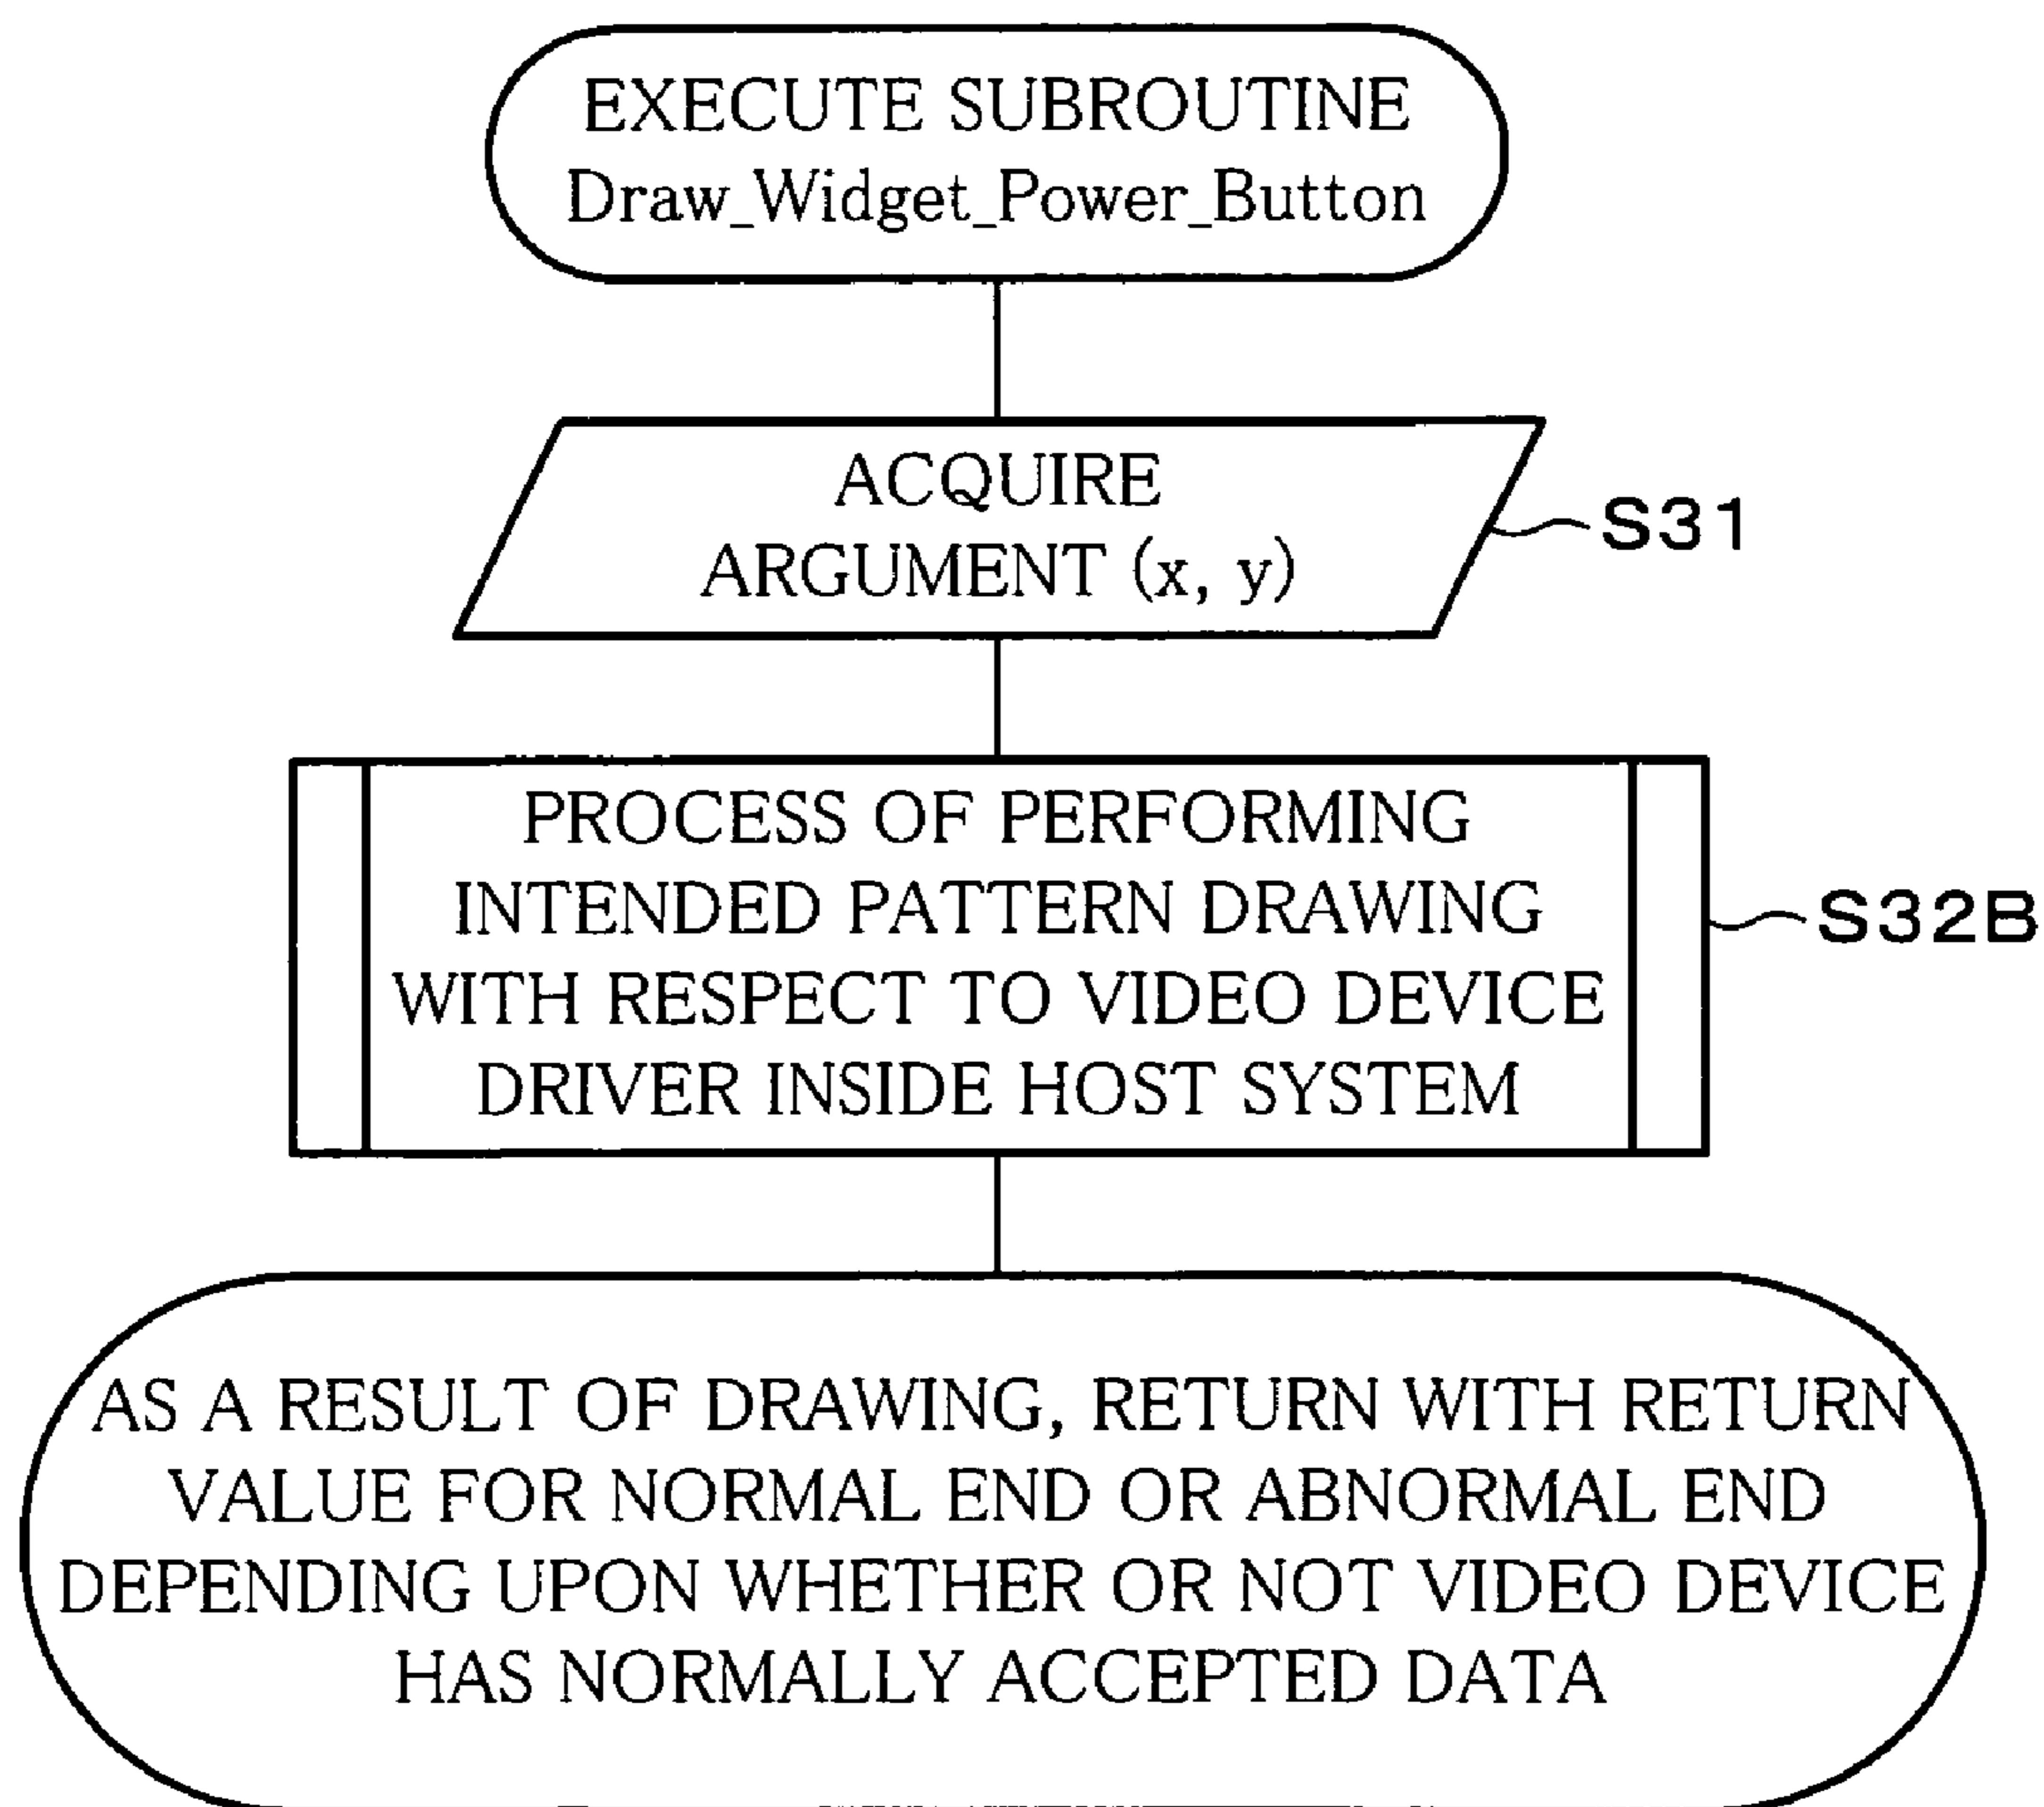 EXECUTE SUBROUTINE
Draw_Widget_Power_Button
ACQUIRE
ARGUMENT (x, y)
S31
PROCESS OF PERFORMING
INTENDED PATTERN DRAWING
WITH RESPECT TO VIDEO DEVICE
DRIVER INSIDE HOST SYSTEM
S32B
AS A RESULT OF DRAWING, RETURN WITH RETURN
VALUE FOR NORMAL END OR ABNORMAL END
DEPENDING UPON WHETHER OR NOT VIDEO DEVICE
HAS NORMALLY ACCEPTED DATA